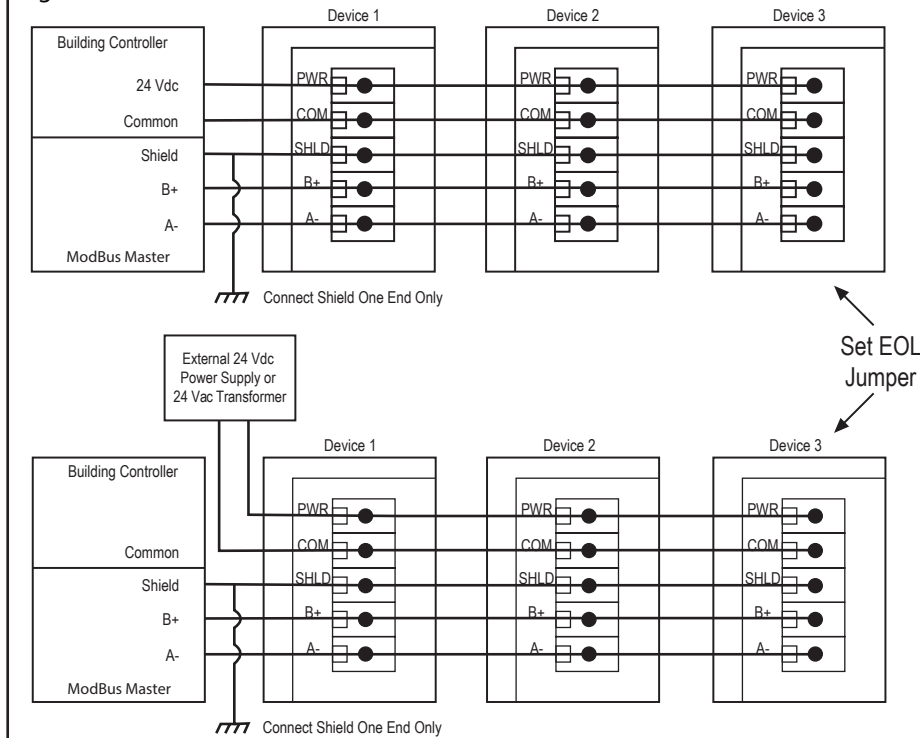 Device 1
Device 2
Device 3
Building Controller
24 Vdc
Common
Shield
B+
A-
ModBus Master
PWR
COM
SHLD
B+
A-
PWR
COM
SHLD
B+
A-
PWR
COM
SHLD
B+
A-
Connect Shield One End Only
Set EOL
Jumper
External 24 Vdc
Power Supply or
24 Vac Transformer
Device 1
Device 2
Device 3
Building Controller
Common
Shield
B+
A-
ModBus Master
PWR
COM
SHLD
B+
A-
PWR
COM
SHLD
B+
A-
PWR
COM
SHLD
B+
A-
Connect Shield One End Only